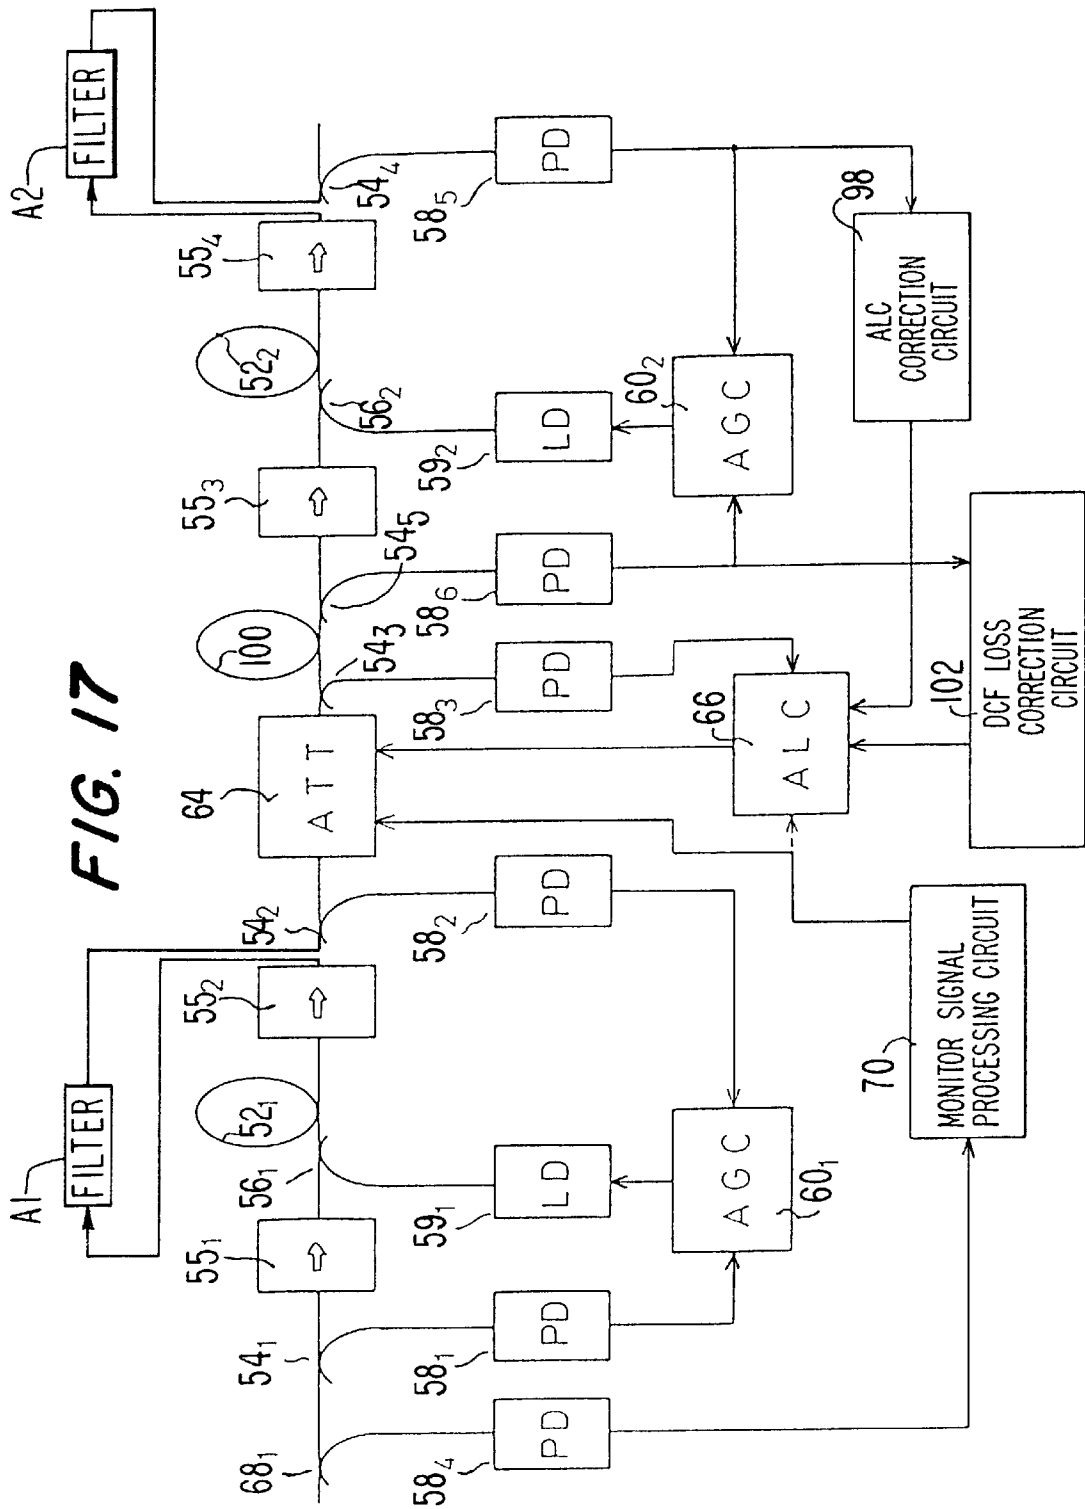 FIG. 17
A1
FILTER
A2
FILTER
68₁
54₁
55₁
56₁
52₁
55₂
54₂
64
ATT
54₃
100
54₅
55₃
56₂
52₂
55₄
54₄
58₄
PD
58₁
PD
59₁
LD
58₂
PD
58₃
PD
58₆
PD
59₂
LD
58₅
PD
AGC
60₁
66
ALC
60₂
AGC
70
MONITOR SIGNAL
PROCESSING CIRCUIT
102
DCF LOSS
CORRECTION
CIRCUIT
98
ALC
CORRECTION
CIRCUIT